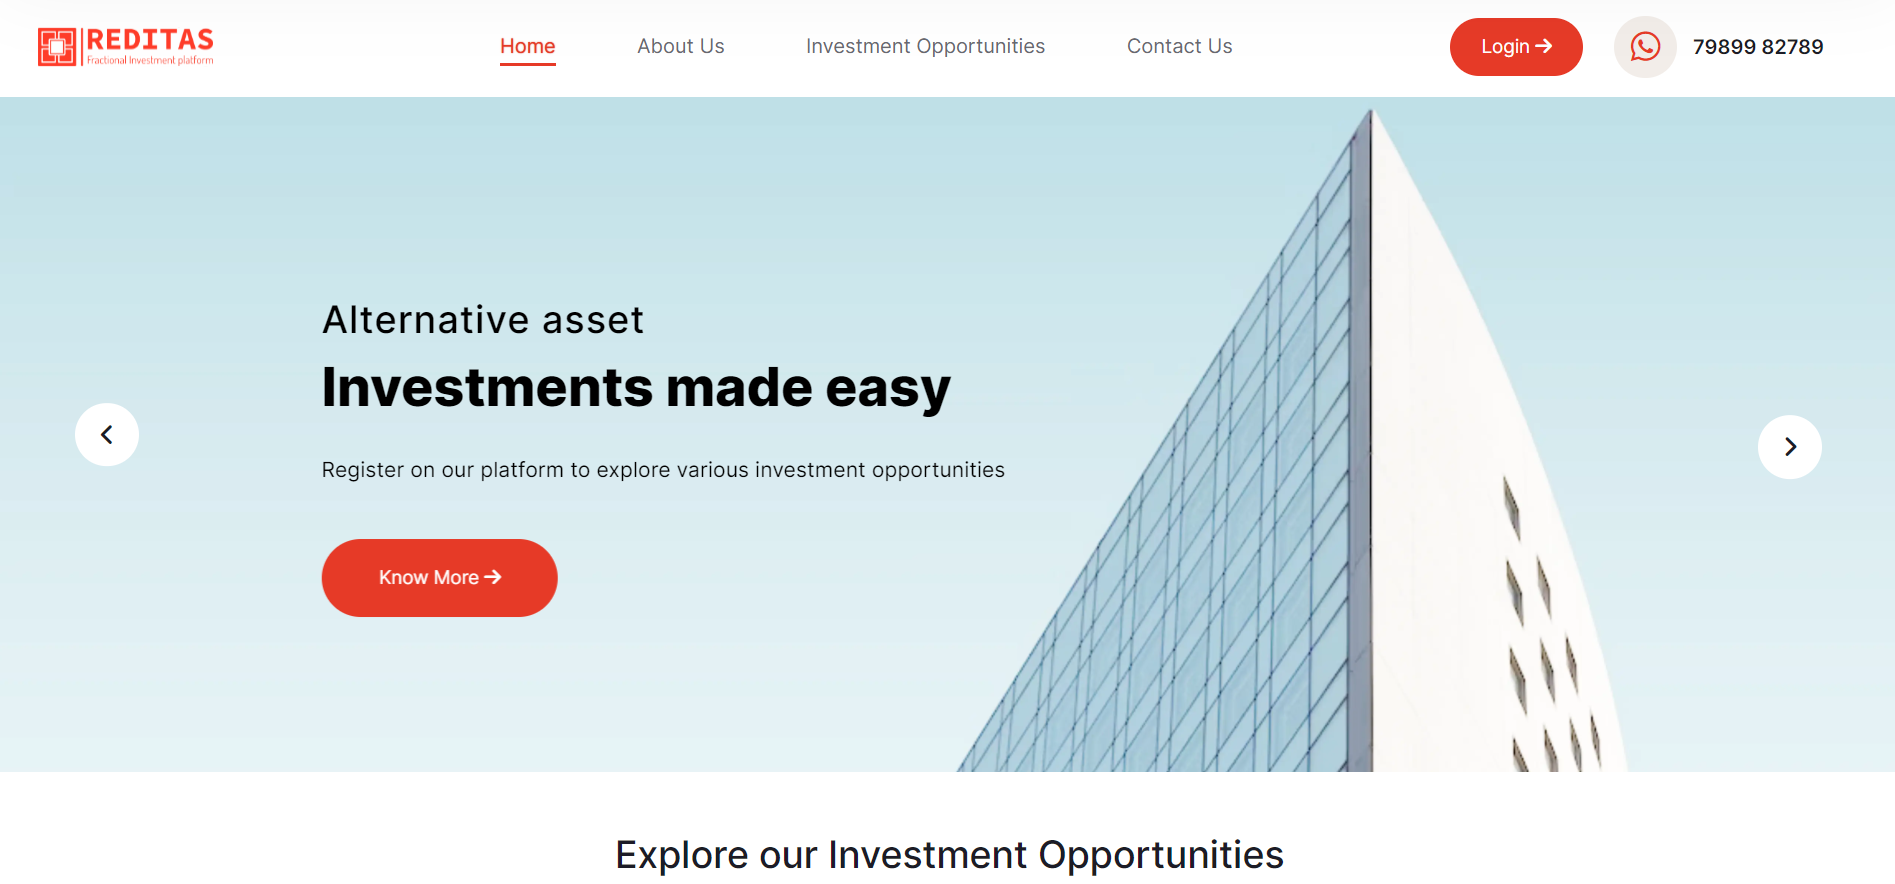 REDITAS
Fractional Investment platform
Home
About Us
Investment Opportunities
Contact Us
Login
79899 82789
Alternative asset
Investments made easy
Register on our platform to explore various investment opportunities
Know More
Explore our Investment Opportunities